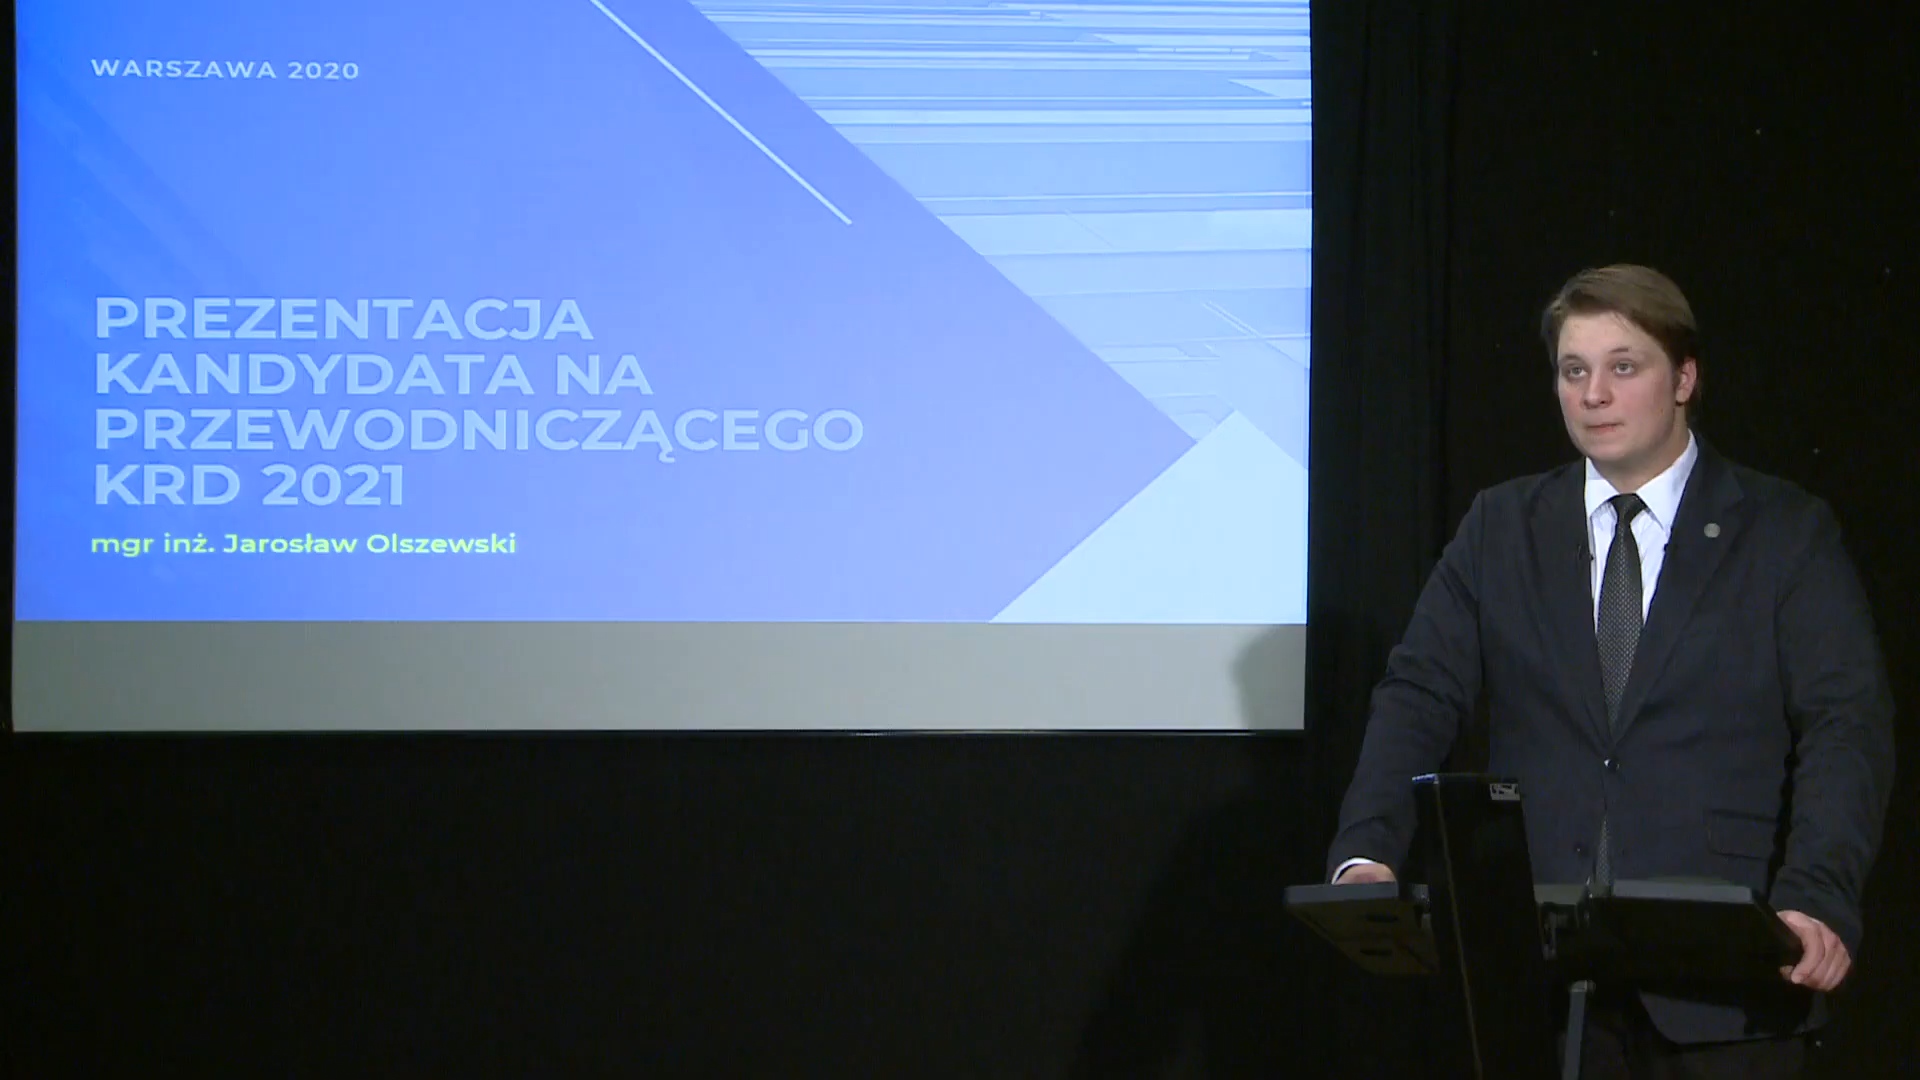 WARSZAWA 2020
PREZENTACJA
KANDYDATA NA
PRZEWODNICZĄCEGO
KRD 2021
mgr inż. Jarosław Olszewski